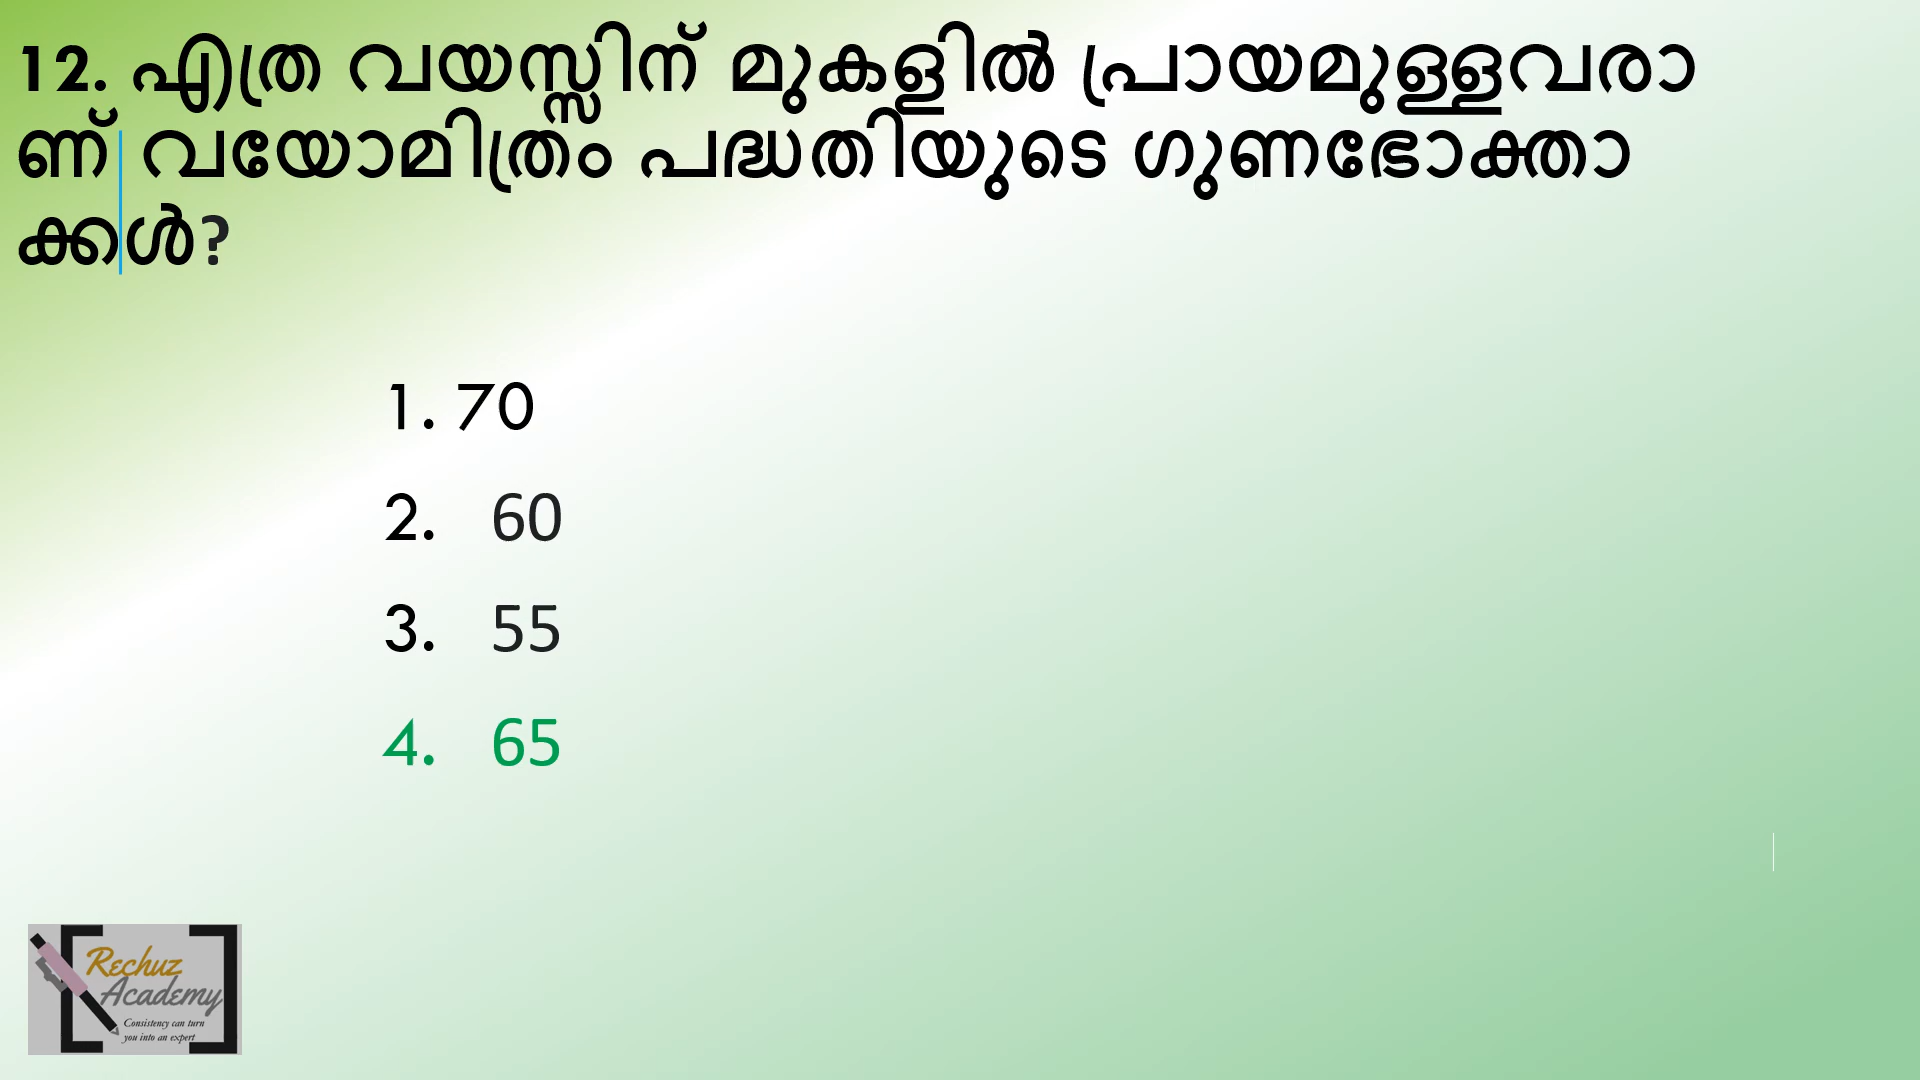 12. എത്ര വയസ്സിന് മുകളിൽ പ്രായമുള്ളവരാ
ണ് വയോമിത്രം പദ്ധതിയുടെ ഗുണഭോക്താ
ക്കൾ?
1. 70
2. 60
3. 55
4. 65
Rechuz
Academy
Consistency can turn
you into an expert